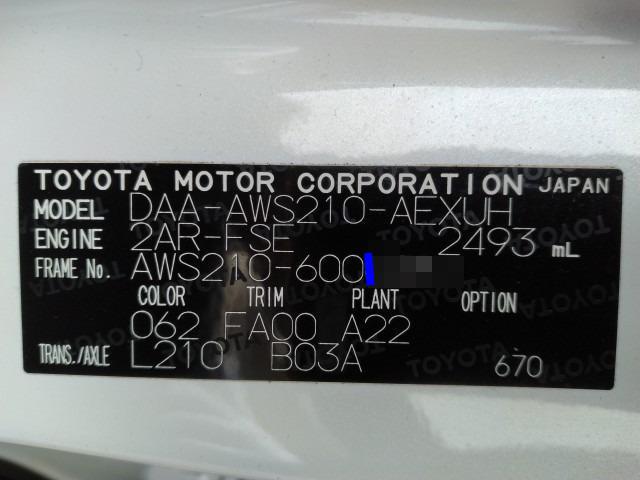 TOYOTA MOTOR CORPORATION JAPAN
MODEL DAA-AWS210-AEXUH
ENGINE 2AR-FSE 2493 mL
FRAME No. AWS210-600
COLOR TRIM PLANT OPTION
062 FA00 A22
TRANS./AXLE L210 B03A 670